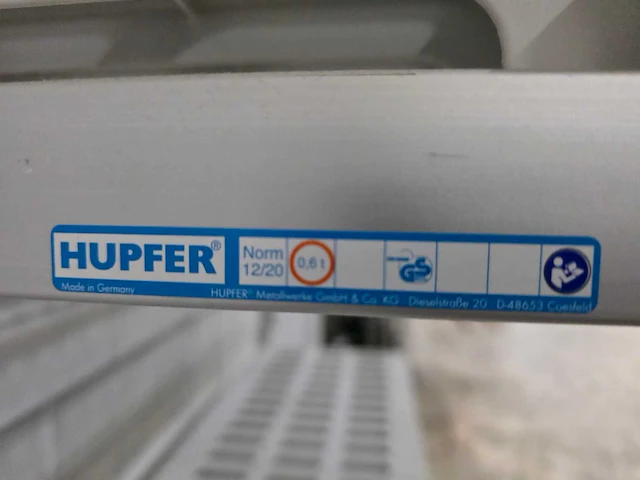 HUPFER®
Made in Germany
Norm
12/20
0,6 t
GS
HUPFER® Metallwerke GmbH & Co. KG Dieselstraße 20 D-48653 Coesfeld